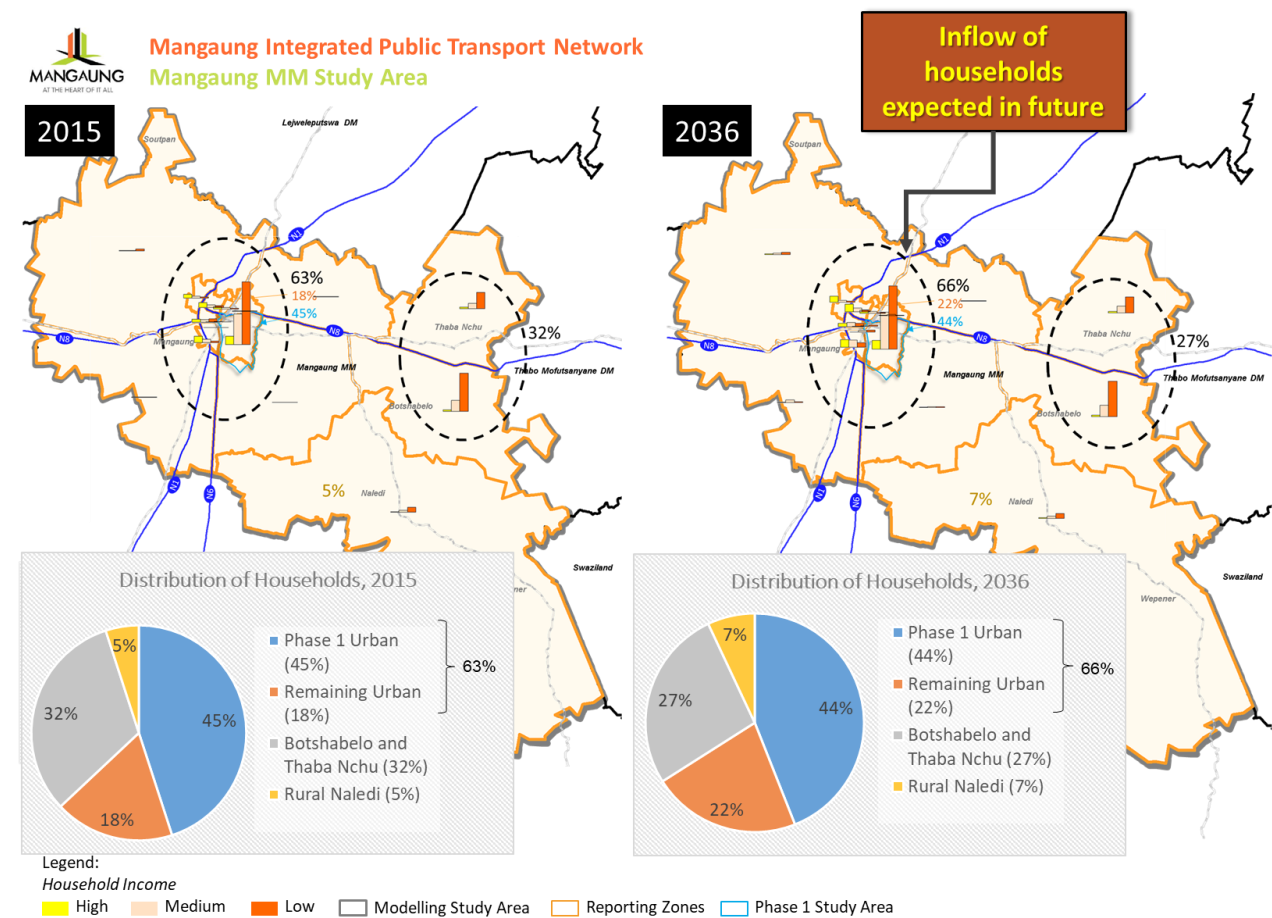 MANGAUNG
AT THE HEART OF IT ALL
Mangaung Integrated Public Transport Network
Mangaung MM Study Area
Inflow of
households
expected in future
2015
Soutpan
Lejweleputswa DM
N1
63%
18%
45%
N8
N8
Mangaung
Mangaung MM
Thaba Nchu
32%
Thabo Mofutsanyane DM
Botshabelo
N1
N6
5%
Naledi
Swaziland
ner
2036
Soutpan
N1
66%
22%
44%
N8
N8
Mangaung
Mangaung MM
Thaba Nchu
27%
Thabo Mofutsanyane DM
Botshabelo
N1
N6
7%
Naledi
Swaziland
Wepener
Distribution of Households, 2015
5%
32%
45%
18%
Phase 1 Urban
(45%)
Remaining Urban
(18%)
Botshabelo and
Thaba Nchu (32%)
Rural Naledi (5%)
63%
Distribution of Households, 2036
7%
27%
44%
22%
Phase 1 Urban
(44%)
Remaining Urban
(22%)
Botshabelo and
Thaba Nchu (27%)
Rural Naledi (7%)
66%
Legend:
Household Income
High
Medium
Low
Modelling Study Area
Reporting Zones
Phase 1 Study Area